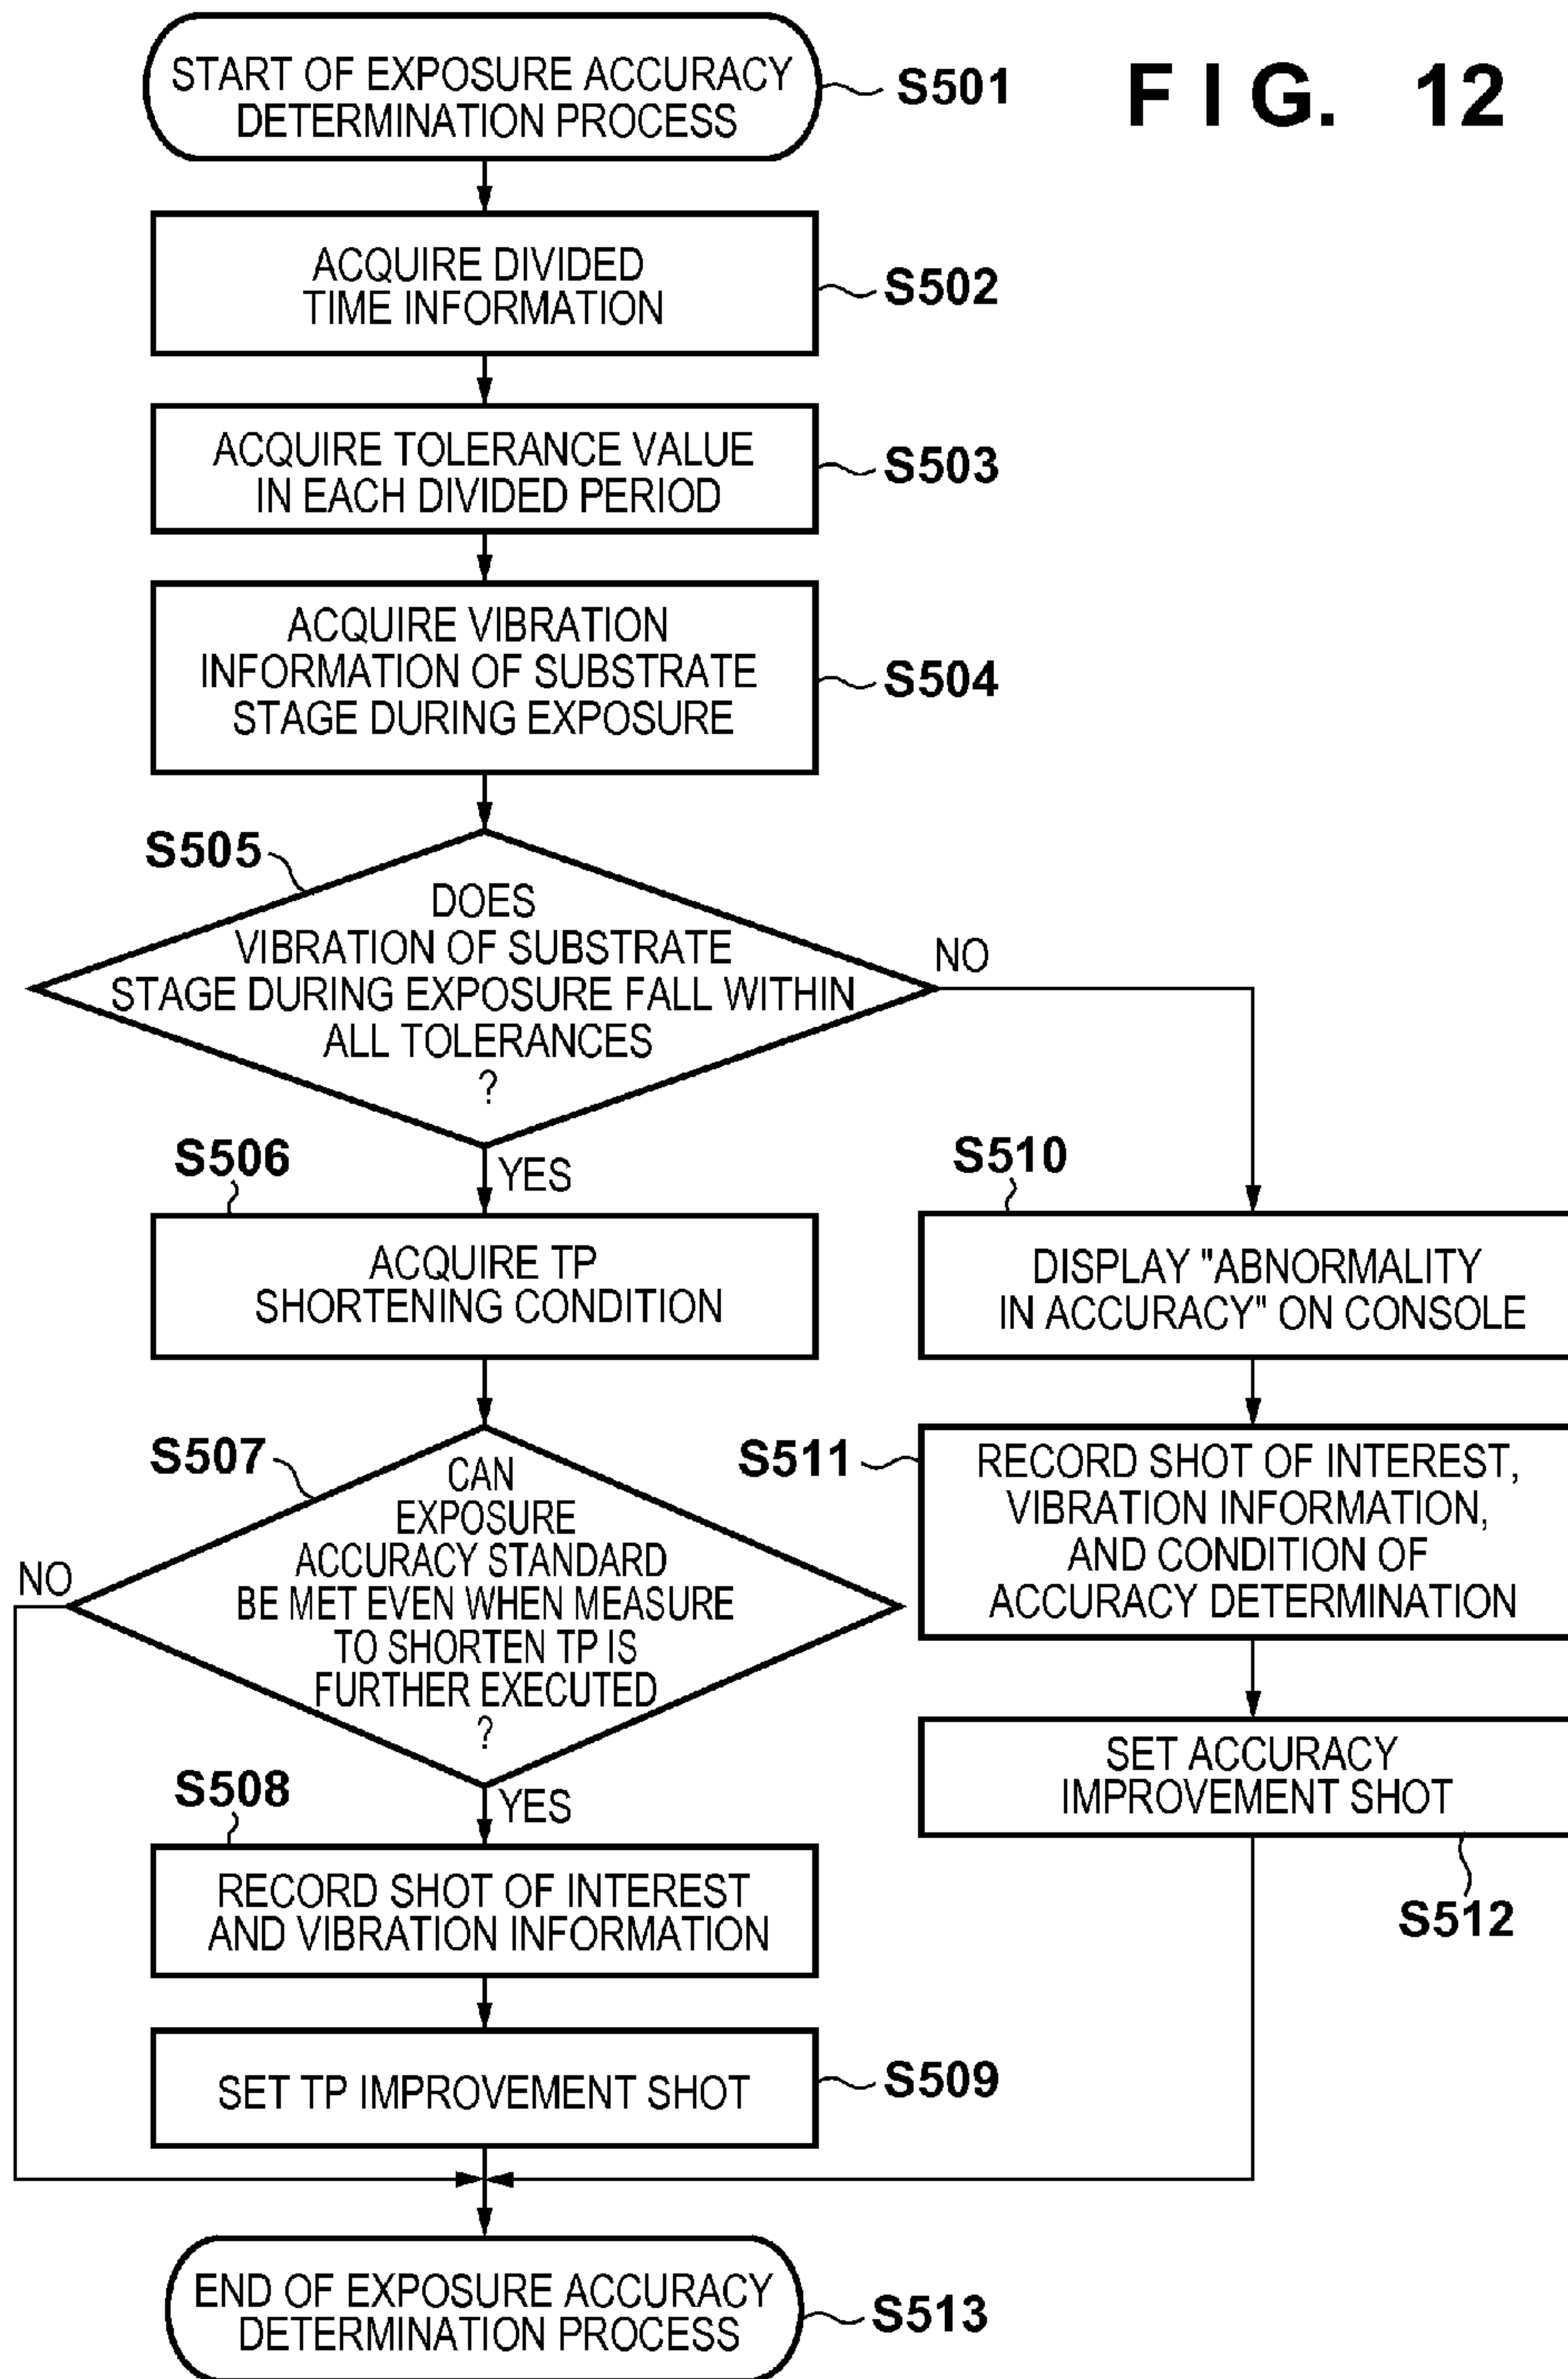 FIG. 12
START OF EXPOSURE ACCURACY
DETERMINATION PROCESS
S501
ACQUIRE DIVIDED
TIME INFORMATION
S502
ACQUIRE TOLERANCE VALUE
IN EACH DIVIDED PERIOD
S503
ACQUIRE VIBRATION
INFORMATION OF SUBSTRATE
STAGE DURING EXPOSURE
S504
S505
DOES
VIBRATION OF SUBSTRATE
STAGE DURING EXPOSURE FALL WITHIN
ALL TOLERANCES
?
NO
YES
S506
ACQUIRE TP
SHORTENING CONDITION
S507
CAN
EXPOSURE
ACCURACY STANDARD
BE MET EVEN WHEN MEASURE
TO SHORTEN TP IS
FURTHER EXECUTED
?
NO
YES
S508
RECORD SHOT OF INTEREST
AND VIBRATION INFORMATION
SET TP IMPROVEMENT SHOT
S509
S510
DISPLAY "ABNORMALITY
IN ACCURACY" ON CONSOLE
S511
RECORD SHOT OF INTEREST,
VIBRATION INFORMATION,
AND CONDITION OF
ACCURACY DETERMINATION
SET ACCURACY
IMPROVEMENT SHOT
S512
END OF EXPOSURE ACCURACY
DETERMINATION PROCESS
S513